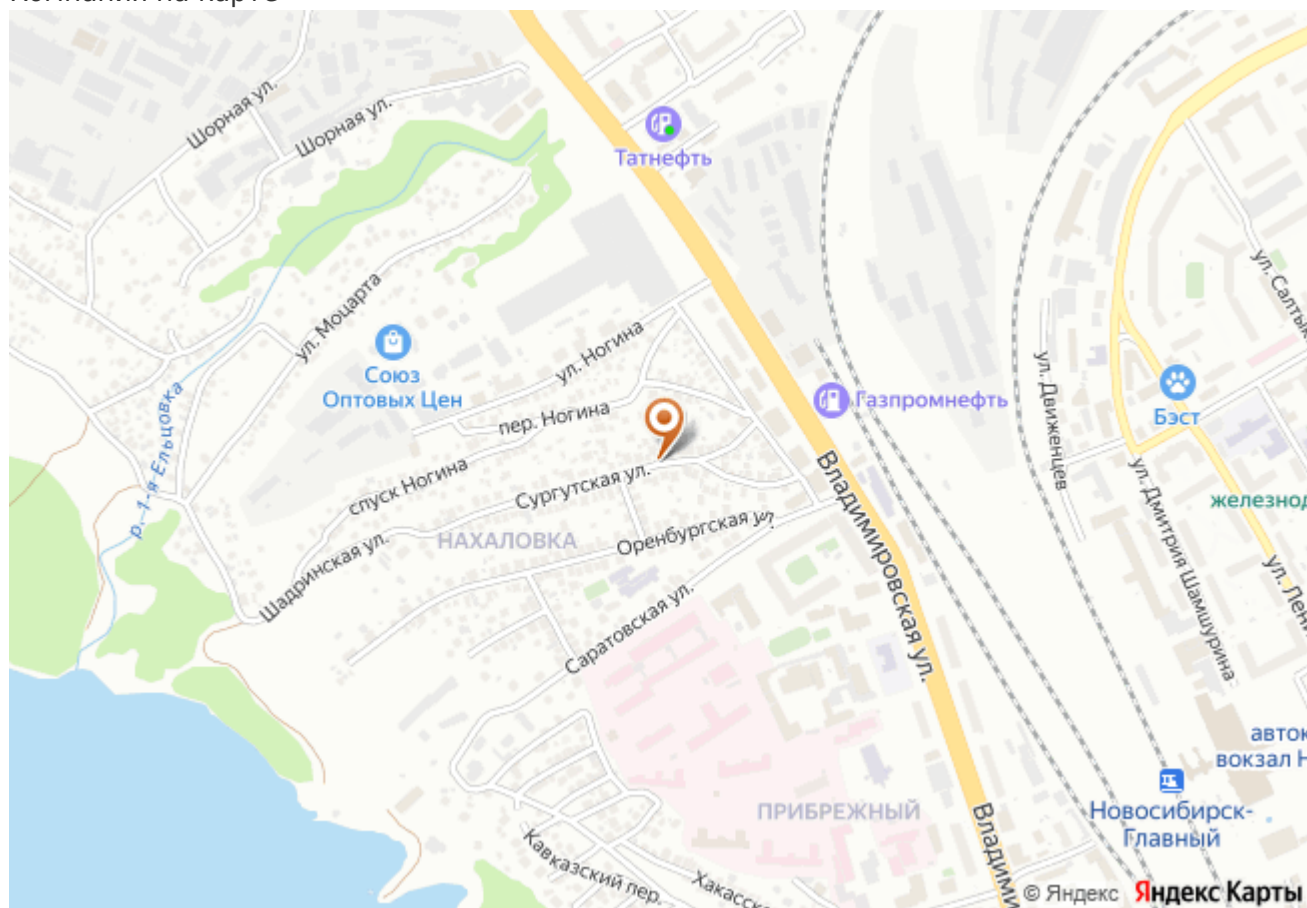 Шорная ул.
Шорная ул.
Татнефть
ул. Моцарта
Союз
Оптовых Цен
ул. Ногина
пер. Ногина
спуск Ногина
Газпромнефть
Бэст
ул. Движенцев
р. 1-я Ельцовка
Сургутская ул.
НАХАЛОВКА
Оренбургская ул.
Шадринская ул.
Саратовская ул.
Владимировская ул.
ул. Дмитрия Шамшурина
вокзал Н
Новосибирск-
Главный
ПРИБРЕЖНЫЙ
Кавказский пер.
© Яндекс
Яндекс Карты